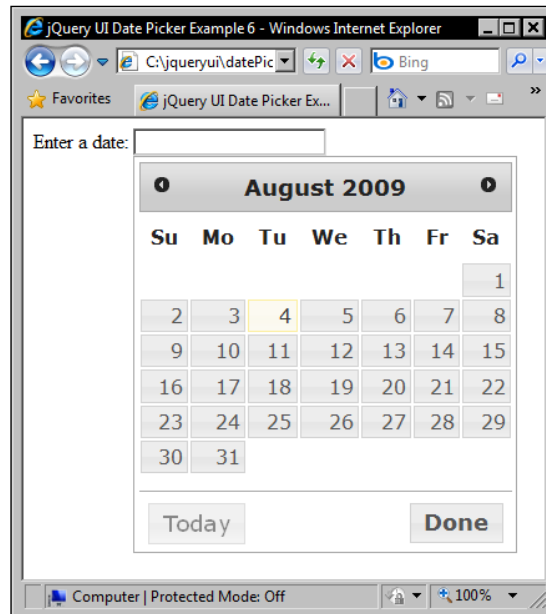 jQuery UI Date Picker Example 6 - Windows Internet Explorer
C:\jqueryui\datePic
Bing
Favorites
jQuery UI Date Picker Ex...
»
Enter a date:
August 2009
Su Mo Tu We Th Fr Sa
1
2 3 4 5 6 7 8
9 10 11 12 13 14 15
16 17 18 19 20 21 22
23 24 25 26 27 28 29
30 31
Today Done
Computer | Protected Mode: Off 100%